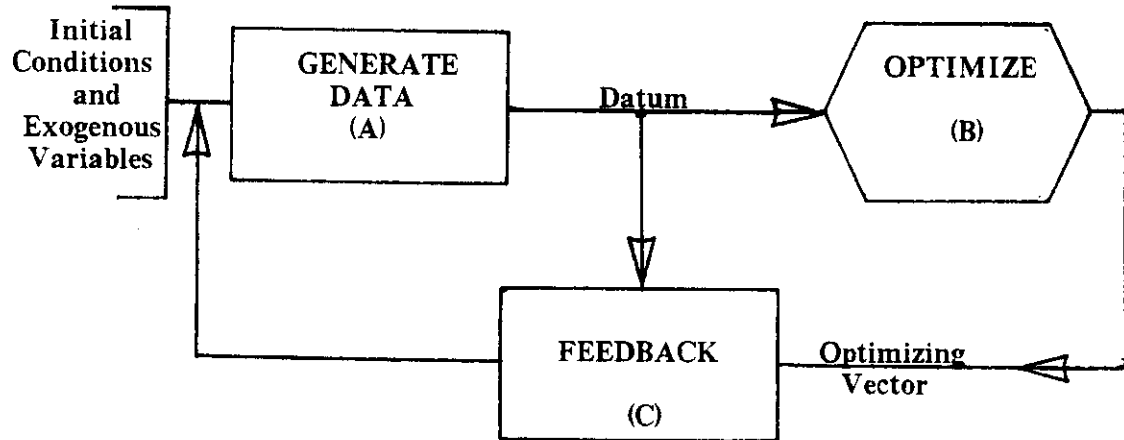 Initial
Conditions
and
Exogenous
Variables
GENERATE
DATA
(A)
Datum
OPTIMIZE
(B)
FEEDBACK
(C)
Optimizing
Vector